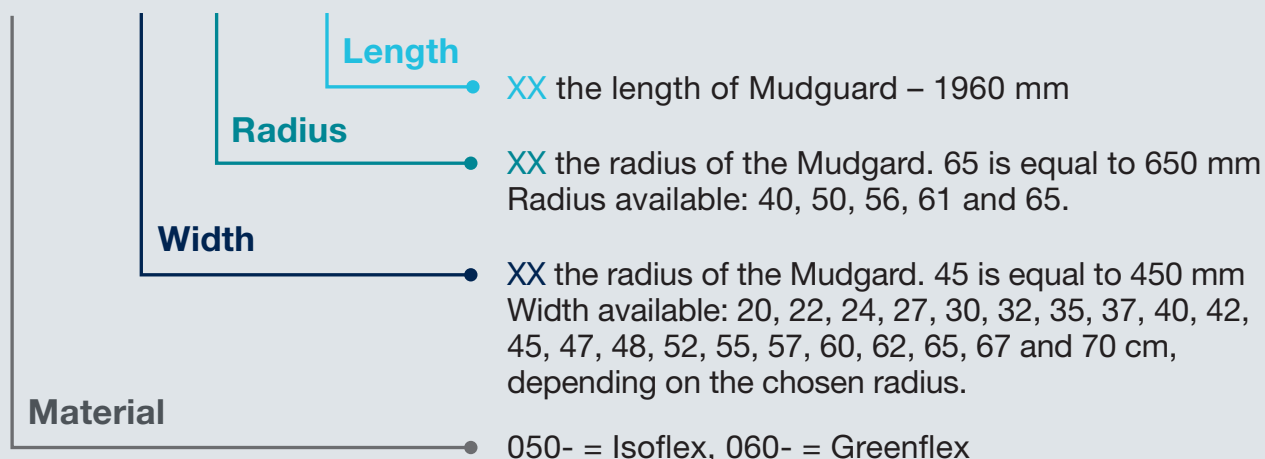 Length
XX the length of Mudguard – 1960 mm
Radius
XX the radius of the Mudgard. 65 is equal to 650 mm
Radius available: 40, 50, 56, 61 and 65.
Width
XX the radius of the Mudgard. 45 is equal to 450 mm
Width available: 20, 22, 24, 27, 30, 32, 35, 37, 40, 42,
45, 47, 48, 52, 55, 57, 60, 62, 65, 67 and 70 cm,
depending on the chosen radius.
Material
050- = Isoflex, 060- = Greenflex